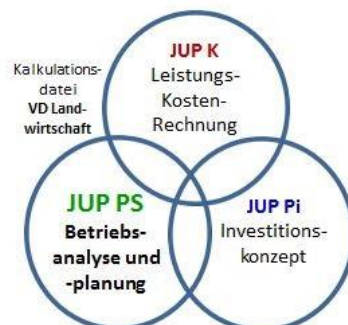 JUP K
Leistungs-
Kosten-
Rechnung
Kalkulations-
datei
VD Land-
wirtschaft
JUP PS
Betriebs-
analyse und
-planung
JUP Pi
Investitions-
konzept